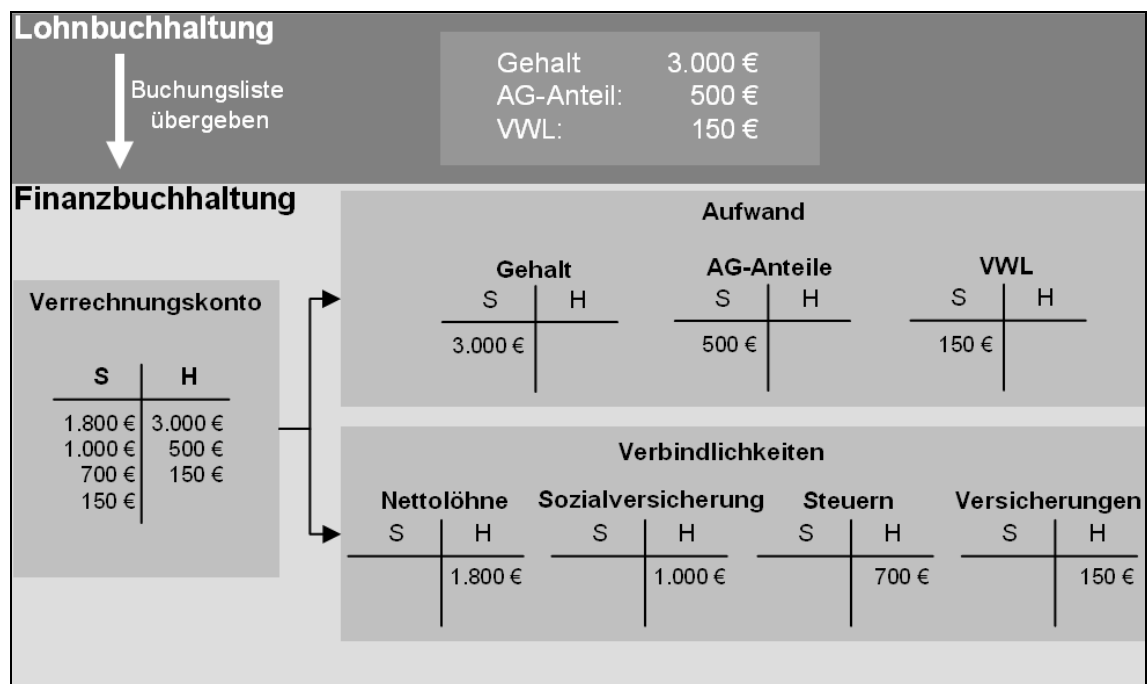 Lohnbuchhaltung
Buchungsliste
übergeben
Gehalt 3.000 €
AG-Anteil: 500 €
VWL: 150 €
Finanzbuchhaltung
Verrechnungskonto
S H
1.800 € 3.000 €
1.000 € 500 €
700 € 150 €
150 €
Aufwand
Gehalt AG-Anteile VWL
S H S H S H
3.000 € 500 € 150 €
Verbindlichkeiten
Nettolöhne Sozialversicherung Steuern Versicherungen
S H S H S H S H
1.800 € 1.000 € 700 € 150 €